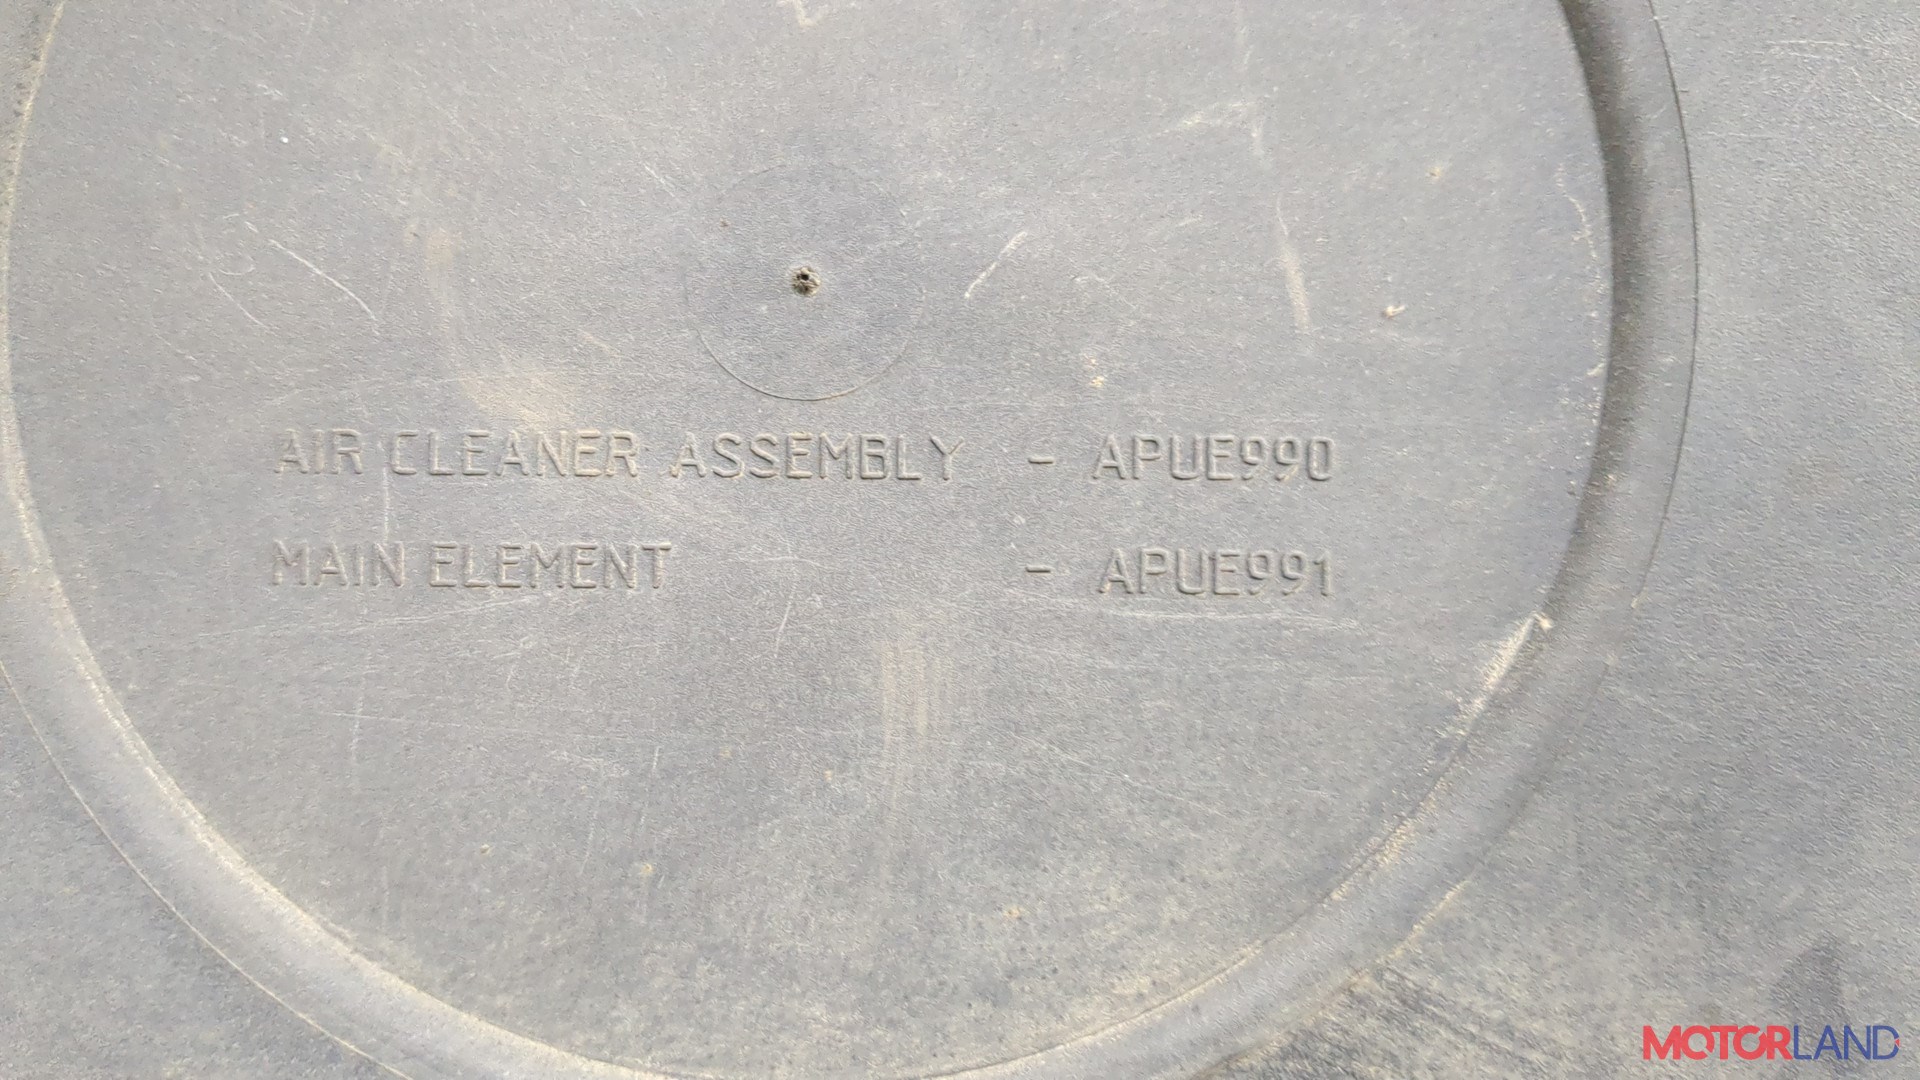 AIR CLEANER ASSEMBLY - APUE990
MAIN ELEMENT - APUE991
MOTORLAND